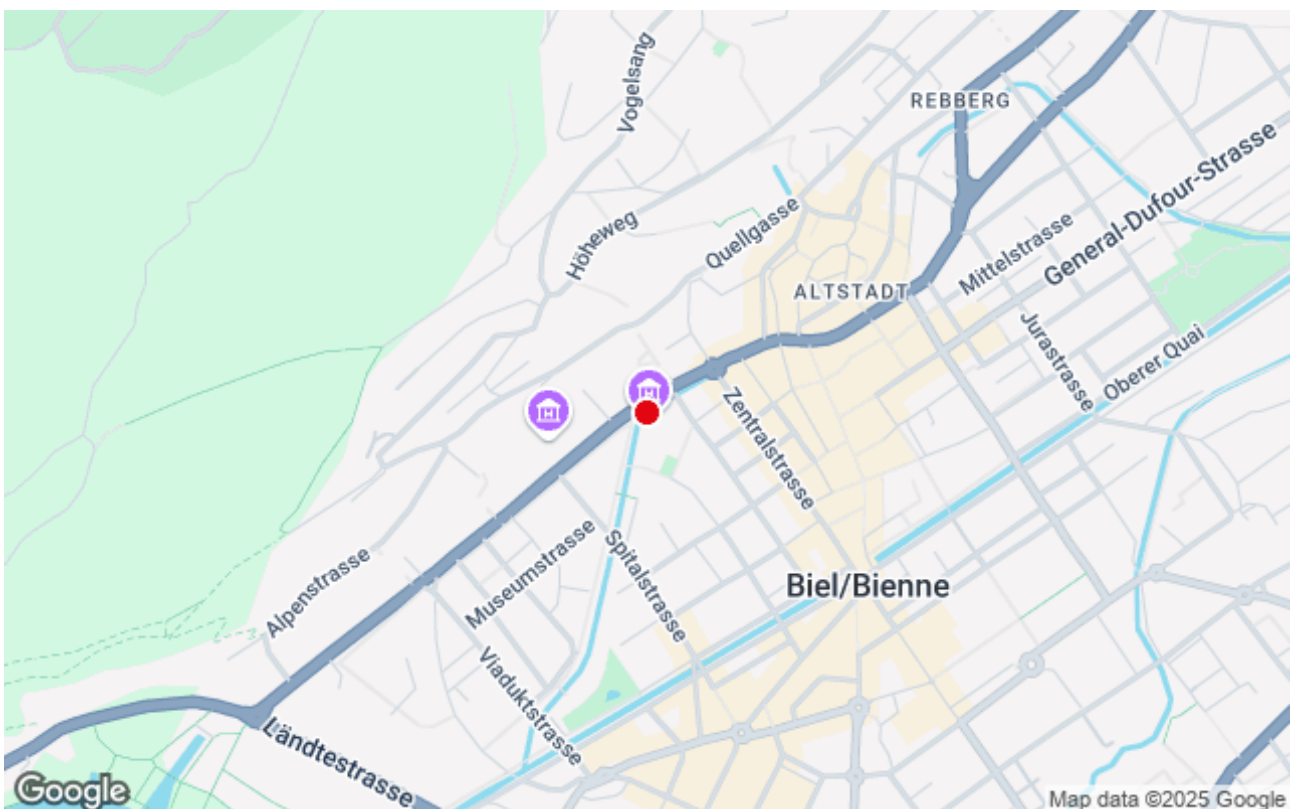 Vogelsang
REBBERG
General-Dufour-Strasse
Höheweg
Quellgasse
Mittelstrasse
ALTSTADT
Jurastrasse
Oberer Quai
H
H
Zentralstrasse
Alpenstrasse
Museumstrasse
Spitalstrasse
Biel/Bienne
Viaduktstrasse
Ländtestrasse
Google
Map data ©2025 Google